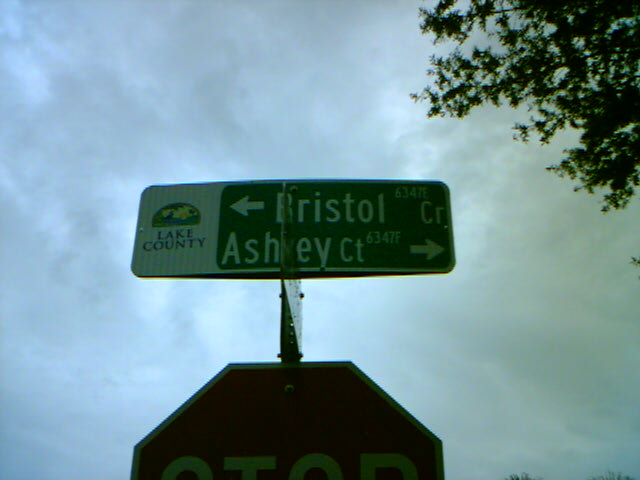 LAKE
COUNTY
← Bristol Cr 6347E
Ashley Ct 6347F →
STOP